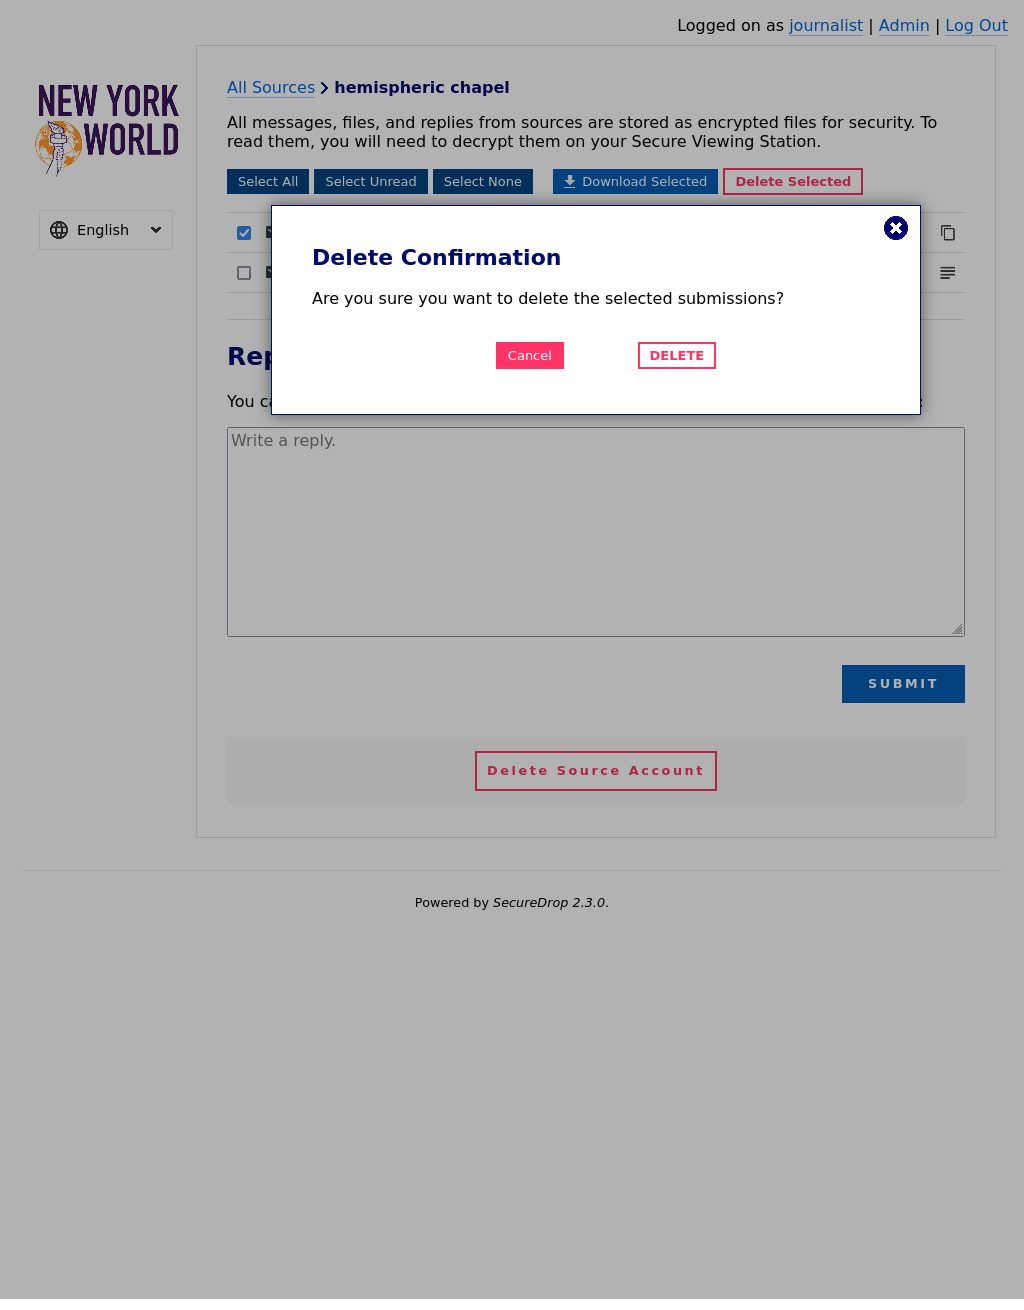 Logged on as journalist | Admin | Log Out
NEW YORK
WORLD
English
All Sources hemispheric chapel
All messages, files, and replies from sources are stored as encrypted files for security. To
read them, you will need to decrypt them on your Secure Viewing Station.
Select All Select Unread Select None Download Selected Delete Selected
Delete Confirmation
Are you sure you want to delete the selected submissions?
Cancel DELETE
You
Write a reply.
SUBMIT
Delete Source Account
Powered by SecureDrop 2.3.0.